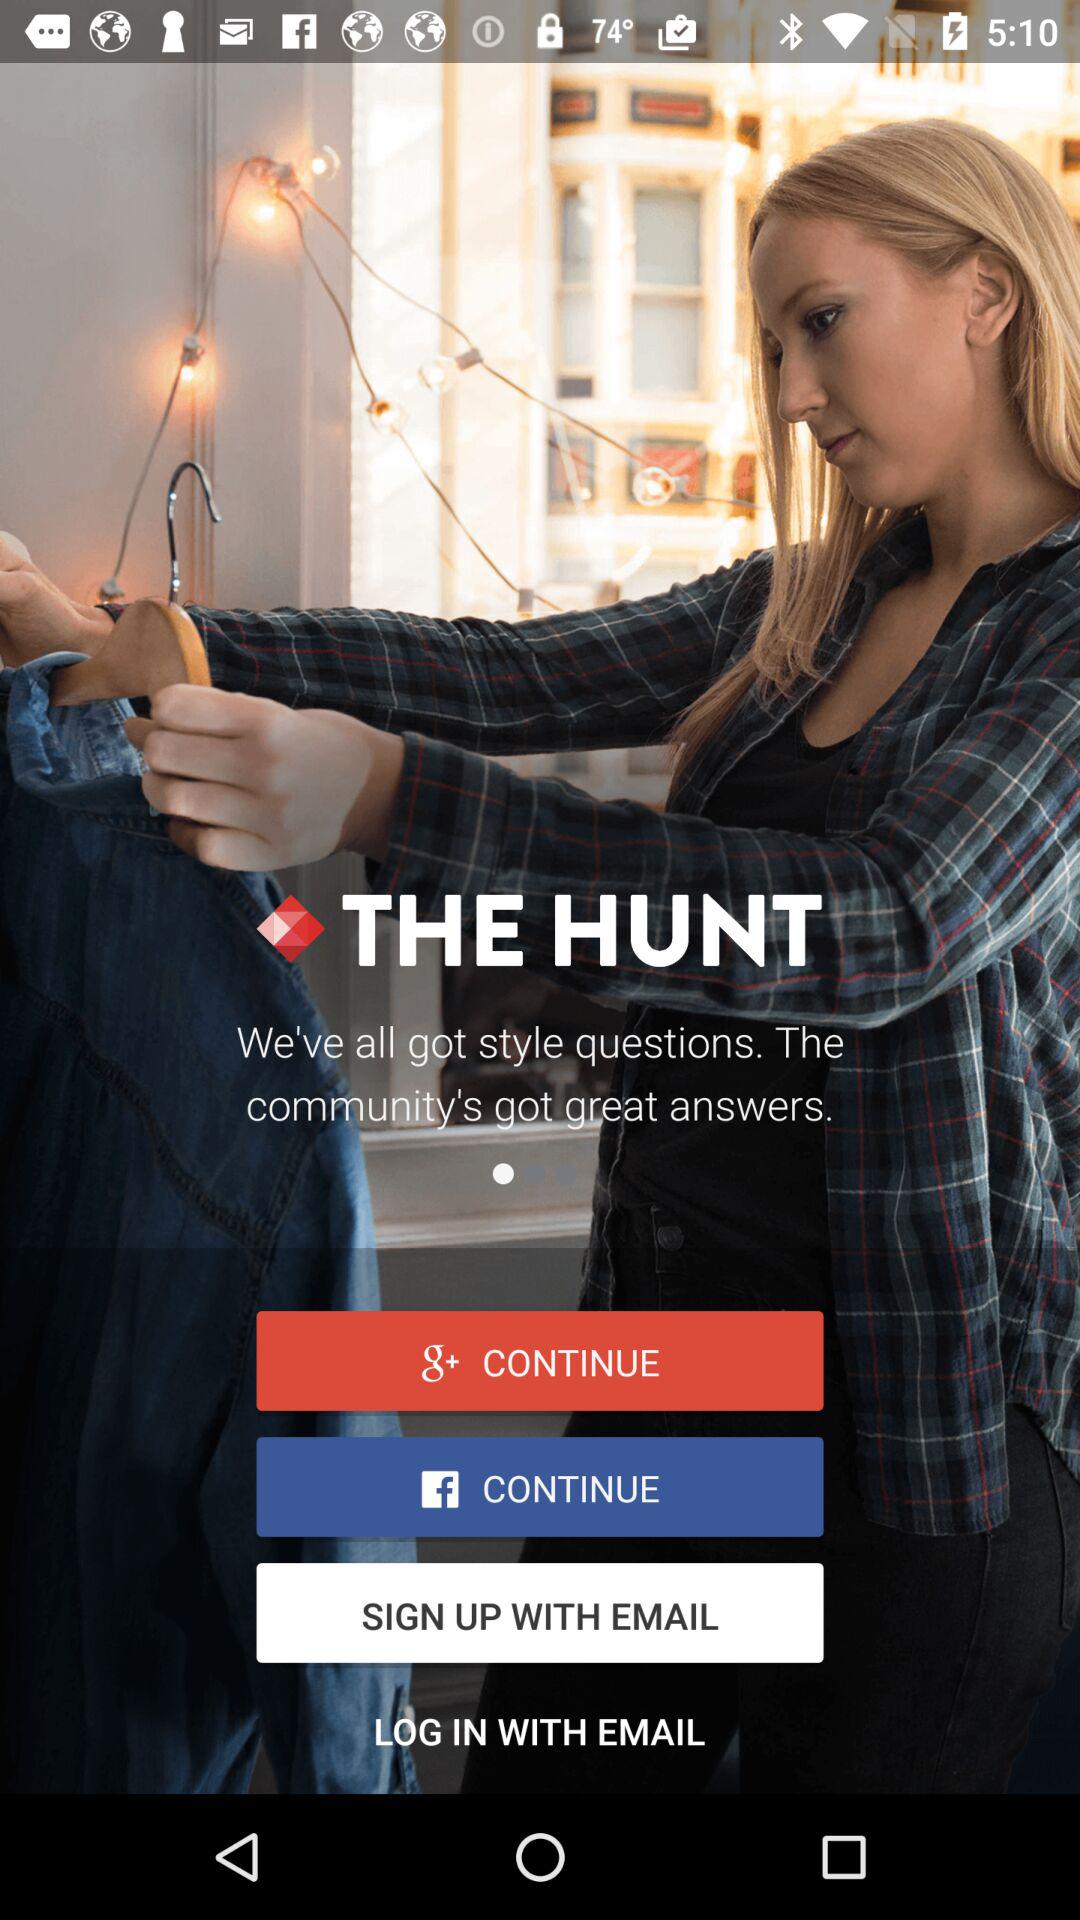 74° 5:10
THE HUNT
We've all got style questions. The
community's got great answers.
g+ CONTINUE
f CONTINUE
SIGN UP WITH EMAIL
LOG IN WITH EMAIL